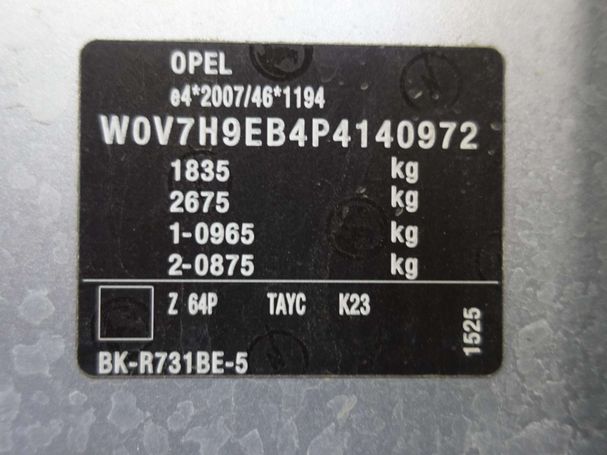 OPEL
e4*2007/46*1194
W0V7H9EB4P4140972
1835 kg
2675 kg
1-0965 kg
2-0875 kg
Z 64P TAYC K23
1525
BK-R731BE-5